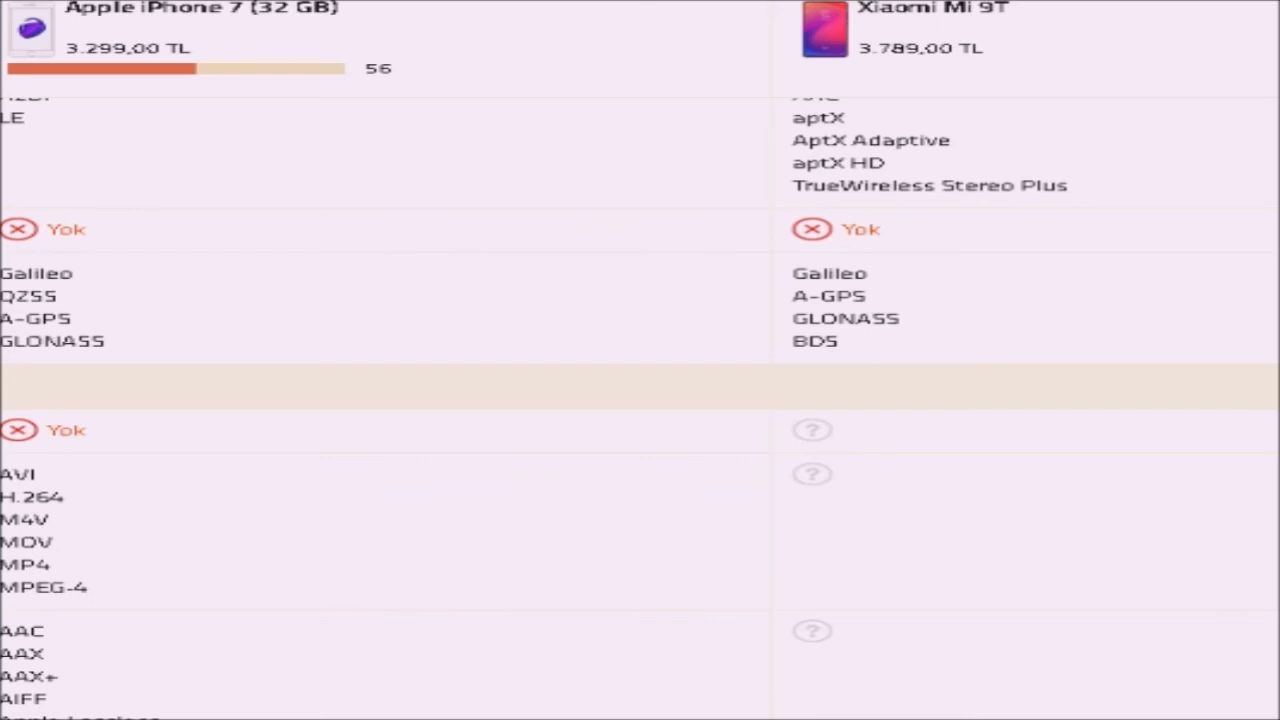 Apple iPhone 7 (32 GB)
3.299,00 TL
56
Xiaomi Mi 9T
3.789,00 TL
LE
aptX
AptX Adaptive
aptX HD
TrueWireless Stereo Plus
Yok
Yok
Galileo
QZSS
A-GPS
GLONASS
Galileo
A-GPS
GLONASS
BDS
Yok
?
AVI
H.264
M4V
MOV
MP4
MPEG-4
?
AAC
AAX
AAX+
AIFF
?